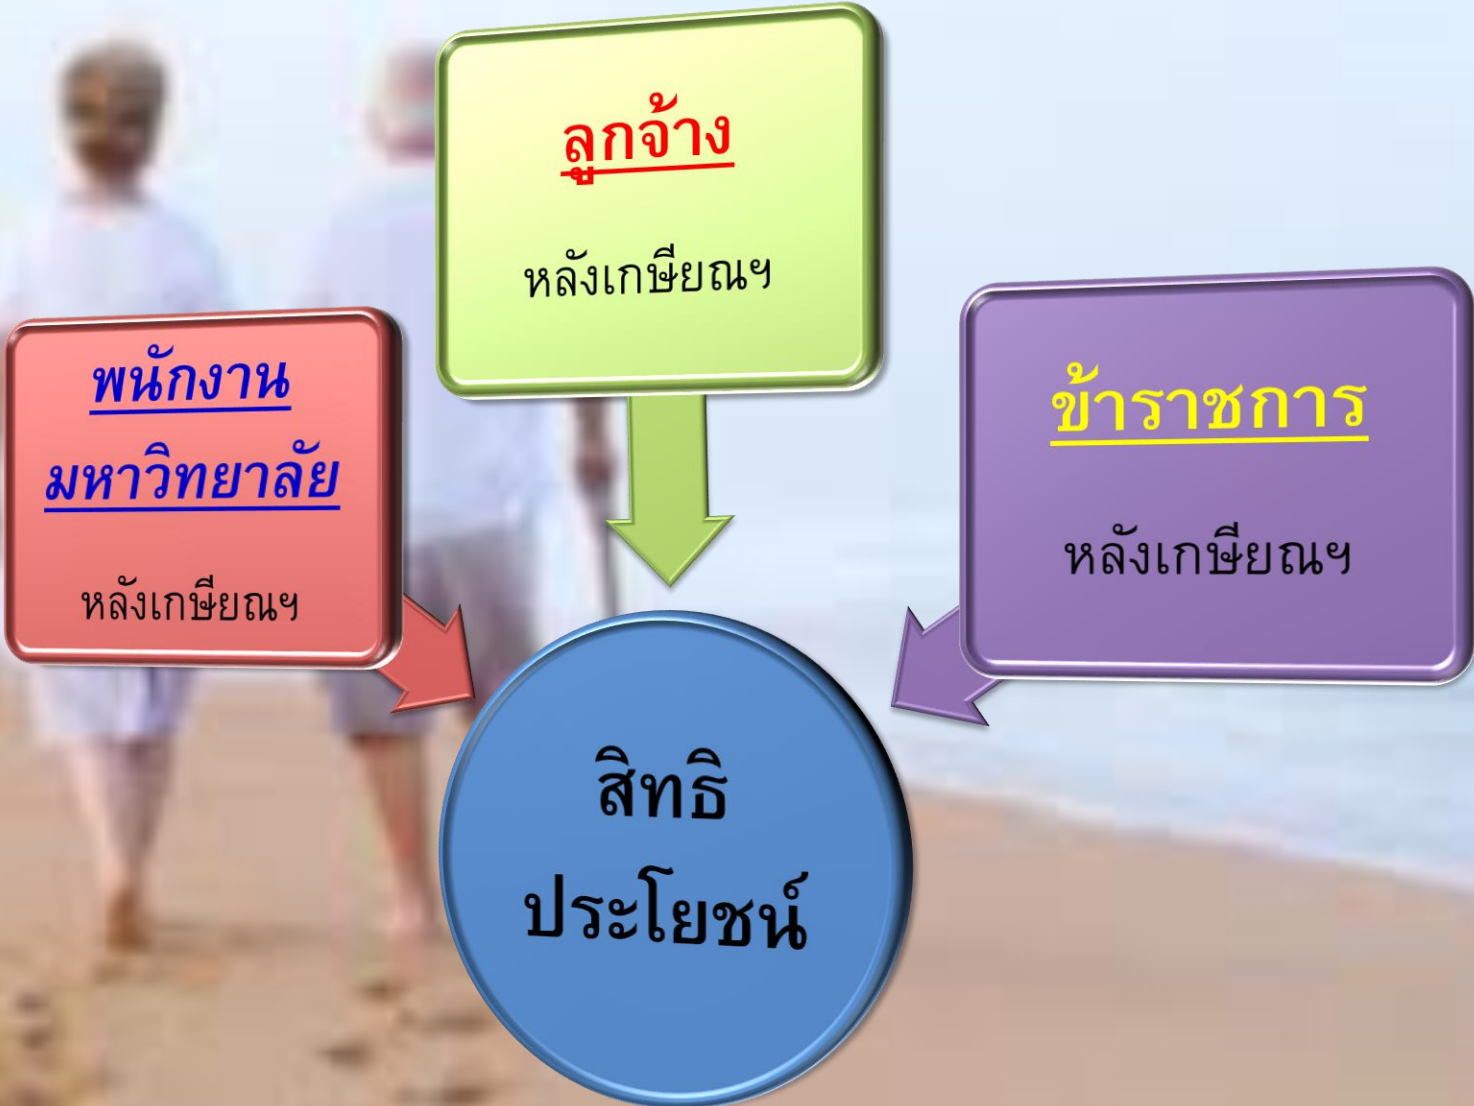 ลูกจ้าง
หลังเกษียณฯ
พนักงาน
มหาวิทยาลัย
หลังเกษียณฯ
ข้าราชการ
หลังเกษียณฯ
สิทธิ
ประโยชน์